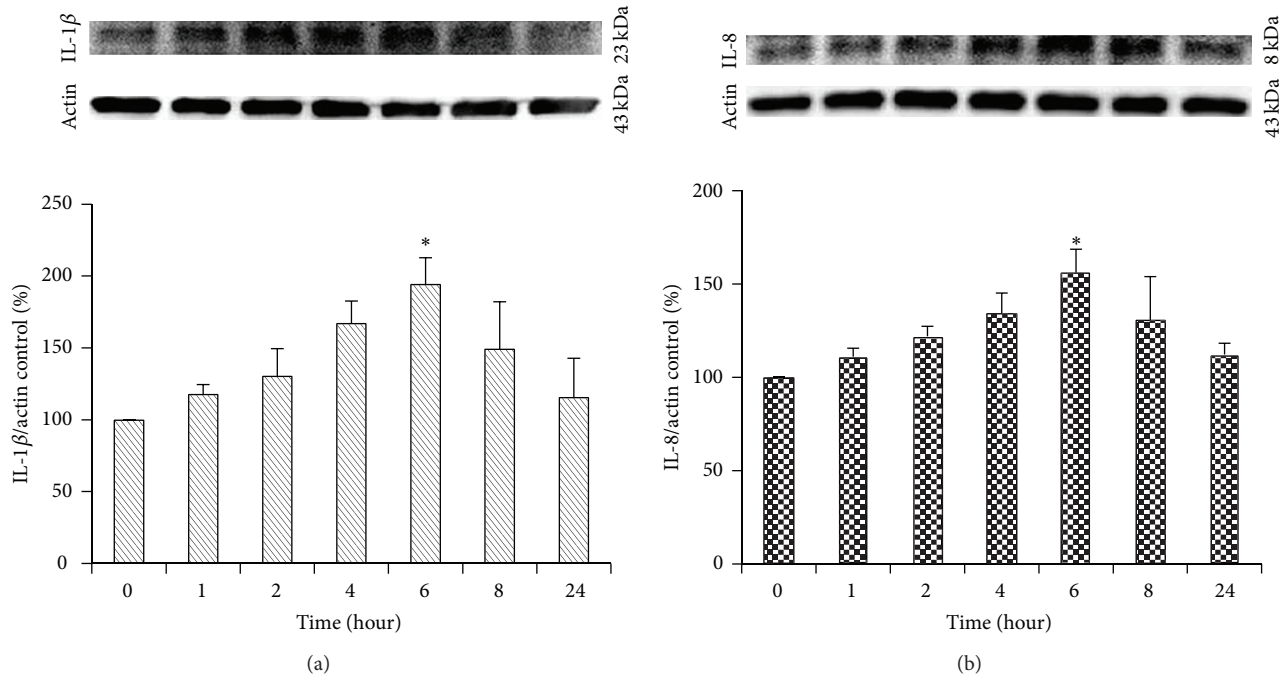 IL-1β
23 kDa
Actin
43 kDa
250
200
150
100
50
0
IL-1β/actin control (%)
*
0 1 2 4 6 8 24
Time (hour)
(a)
IL-8
8 kDa
Actin
43 kDa
200
150
100
50
0
IL-8/actin control (%)
*
0 1 2 4 6 8 24
Time (hour)
(b)